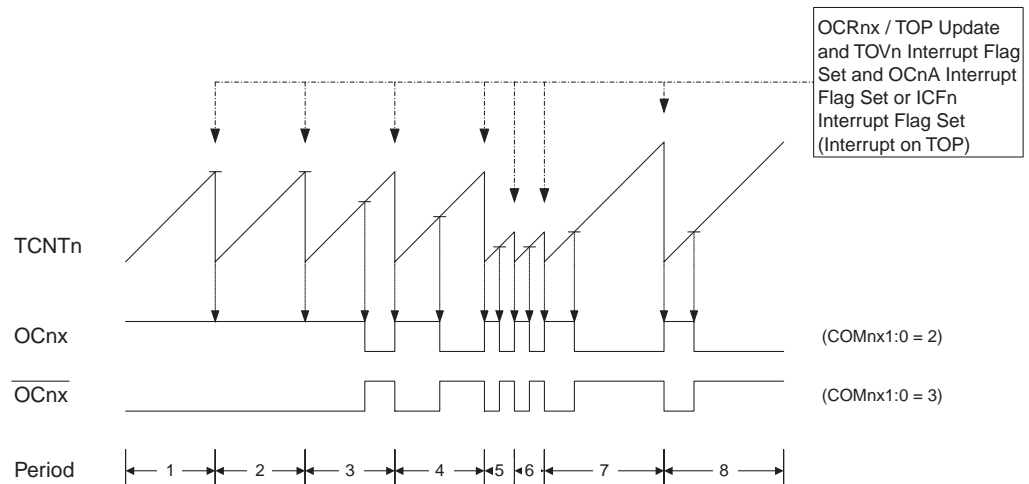 OCRnx / TOP Update
and TOVn Interrupt Flag
Set and OCnA Interrupt
Flag Set or ICFn
Interrupt Flag Set
(Interrupt on TOP)
TCNTn
OCnx (COMnx1:0 = 2)
OCnx (COMnx1:0 = 3)
Period 1 2 3 4 5 6 7 8